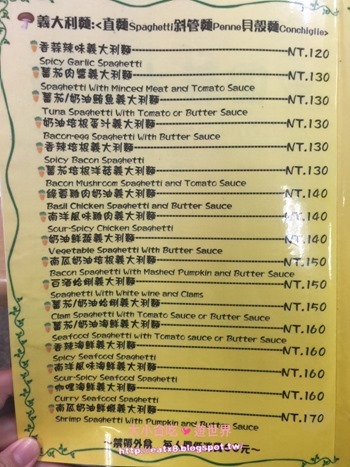 義大利麵:<直麵Spaghetti斜管麵Penne貝殼麵Conchiglie>
香蒜辣味義大利麵 NT.120
Spicy Garlic Spaghetti
蕃茄肉醬義大利麵 NT.130
Spaghetti With Minced Meat and Tomato Sauce
蕃茄/奶油鮪魚義大利麵 NT.130
Tuna Spaghetti With Tomato or Butter Sauce
奶油培根蛋汁義大利麵 NT.130
Bacon-egg Spaghetti With Butter Sauce
香辣培根義大利麵 NT.130
Spicy Bacon Spaghetti
蕃茄培根洋菇義大利麵 NT.130
Bacon Mushroom Spaghetti and Tomato Sauce
綠蓉雞肉奶油義大利麵 NT.140
Basil Chicken Spaghetti and Butter Sauce
南洋風味雞肉義大利麵 NT.140
Sour-Spicy Chicken Spaghetti
奶油鮮蔬義大利麵 NT.140
Vegetable Spaghetti With Butter Sauce
南瓜奶油培根義大利麵 NT.150
Bacon Spaghetti With Mashed Pumpkin and Butter Sauce
白酒蛤蜊義大利麵 NT.150
Spaghetti With White wine and Clams
蕃茄/奶油蛤蜊義大利麵 NT.150
Clam Spaghetti With Tomato Sauce or Butter Sauce
蕃茄/奶油海鮮義大利麵 NT.160
Seafood Spaghetti with Tomato sauce or Butter Sauce
香辣海鮮義大利麵 NT.160
Spicy Seafood Spaghetti
南洋風味海鮮義大利麵 NT.160
Sour-Spicy Seafood Spaghetti
咖哩海鮮義大利麵 NT.160
Curry Seafood Spaghetti
南瓜奶油鮮蝦義大利麵 NT.170
Shrimp Spaghetti With Pumpkin and Butter Sauce
~禁帶外食 元~
遊世界
http://eatx8.blogspot.tw